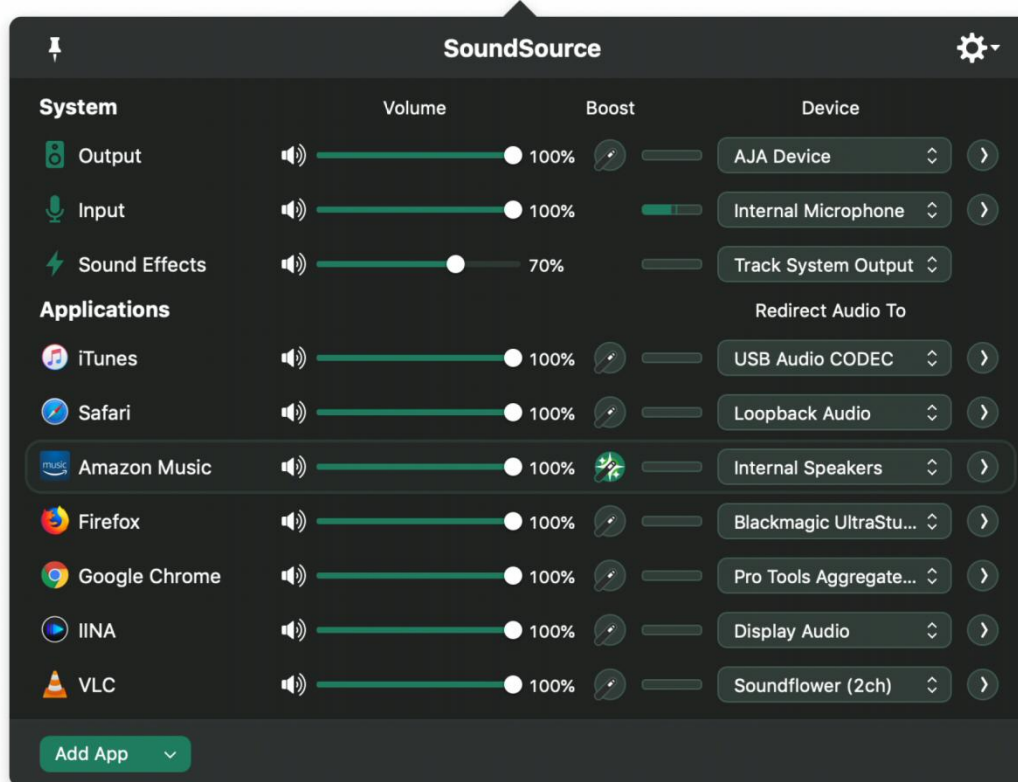 SoundSource
System Volume Boost Device
Output 100% AJA Device
Input 100% Internal Microphone
Sound Effects 70% Track System Output
Applications Redirect Audio To
iTunes 100% USB Audio CODEC
Safari 100% Loopback Audio
music Amazon Music 100% Internal Speakers
Firefox 100% Blackmagic UltraStu...
Google Chrome 100% Pro Tools Aggregate...
IINA 100% Display Audio
VLC 100% Soundflower (2ch)
Add App